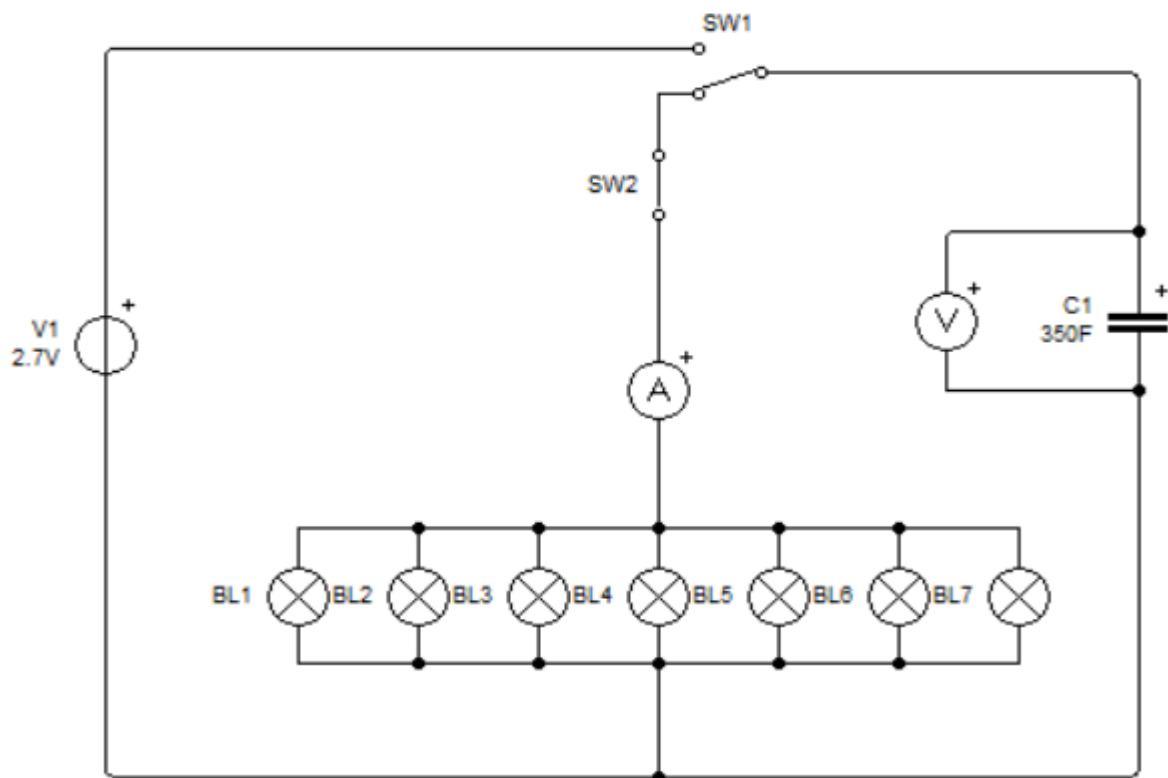 SW1
SW2
+
V1
2.7V
+
V
+
C1
350F
+
A
BL1
BL2
BL3
BL4
BL5
BL6
BL7